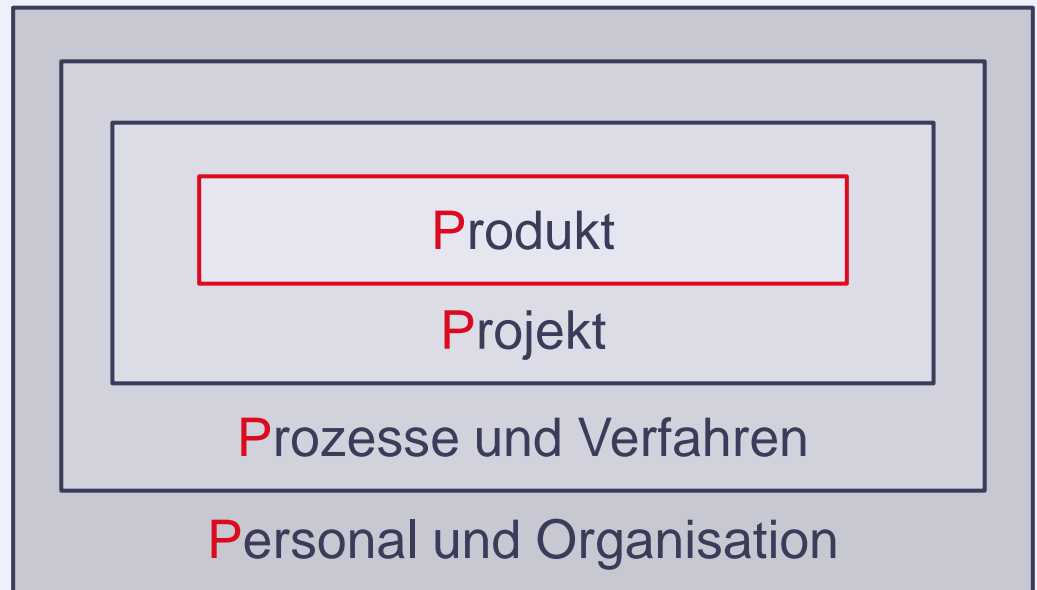 Produkt
Projekt
Prozesse und Verfahren
Personal und Organisation